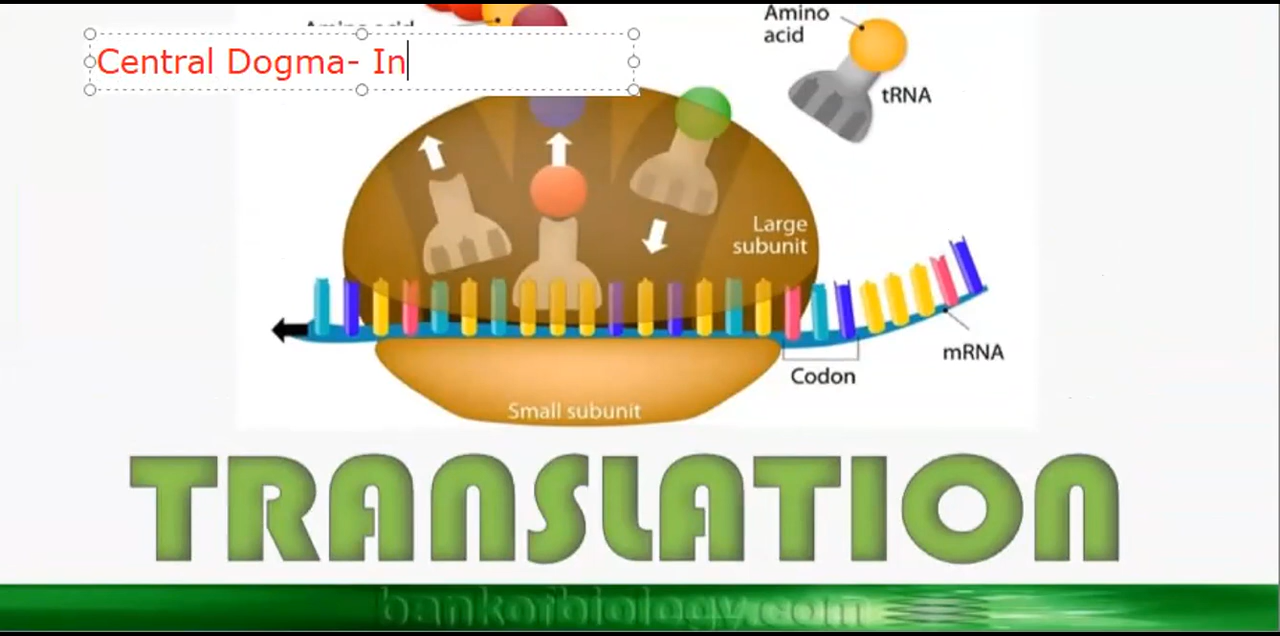 Amino
acid
Central Dogma- In
tRNA
Large
subunit
mRNA
Codon
Small subunit
TRANSLATION
bankofbiology.com